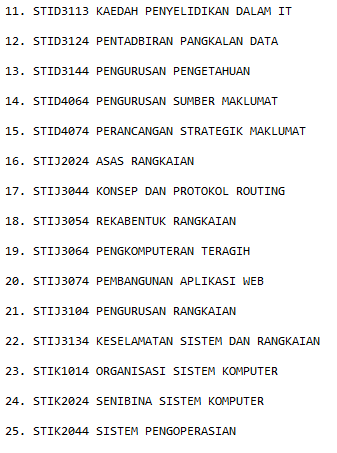 11. STID3113 KAEDAH PENYELIDIKAN DALAM IT
12. STID3124 PENTADBIRAN PANGKALAN DATA
13. STID3144 PENGURUSAN PENGETAHUAN
14. STID4064 PENGURUSAN SUMBER MAKLUMAT
15. STID4074 PERANCANGAN STRATEGIK MAKLUMAT
16. STIJ2024 ASAS RANGKAIAN
17. STIJ3044 KONSEP DAN PROTOKOL ROUTING
18. STIJ3054 REKABENTUK RANGKAIAN
19. STIJ3064 PENGKOMPUTERAN TERAGIH
20. STIJ3074 PEMBANGUNAN APLIKASI WEB
21. STIJ3104 PENGURUSAN RANGKAIAN
22. STIJ3134 KESELAMATAN SISTEM DAN RANGKAIAN
23. STIK1014 ORGANISASI SISTEM KOMPUTER
24. STIK2024 SENIBINA SISTEM KOMPUTER
25. STIK2044 SISTEM PENGOPERASIAN